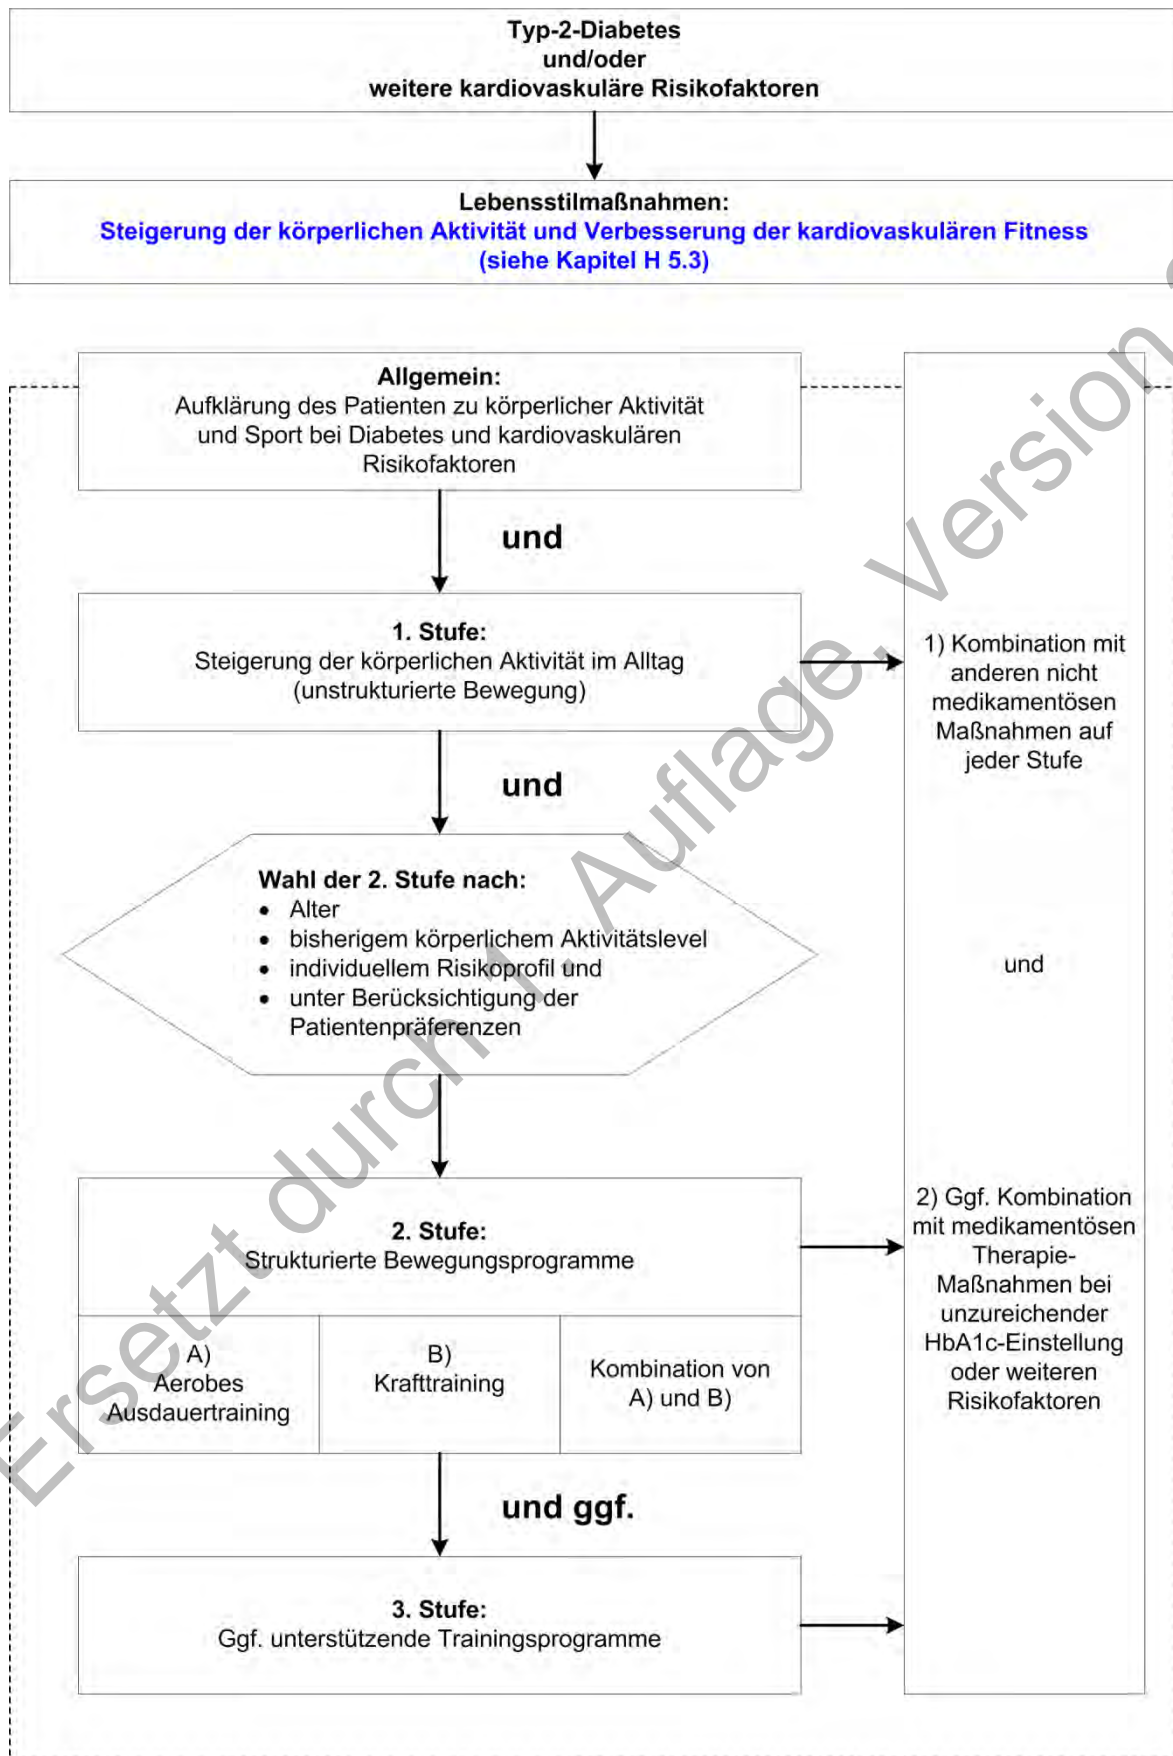 Typ-2-Diabetes
und/oder
weitere kardiovaskuläre Risikofaktoren
Lebensstilmaßnahmen:
Steigerung der körperlichen Aktivität und Verbesserung der kardiovaskulären Fitness
(siehe Kapitel H 5.3)
Allgemein:
Aufklärung des Patienten zu körperlicher Aktivität
und Sport bei Diabetes und kardiovaskulären
Risikofaktoren
und
1. Stufe:
Steigerung der körperlichen Aktivität im Alltag
(unstrukturierte Bewegung)
und
Wahl der 2. Stufe nach:
• Alter
• bisherigem körperlichem Aktivitätslevel
• individuellem Risikoprofil und
• unter Berücksichtigung der
Patientenpräferenzen
2. Stufe:
Strukturierte Bewegungsprogramme
A)
Aerobes
Ausdauertraining
B)
Krafttraining
Kombination von
A) und B)
und ggf.
3. Stufe:
Ggf. unterstützende Trainingsprogramme
1) Kombination mit
anderen nicht
medikamentösen
Maßnahmen auf
jeder Stufe
und
2) Ggf. Kombination
mit medikamentösen
Therapie-
Maßnahmen bei
unzureichender
HbA1c-Einstellung
oder weiteren
Risikofaktoren
Ersetzt durch 1. Auflage, Version